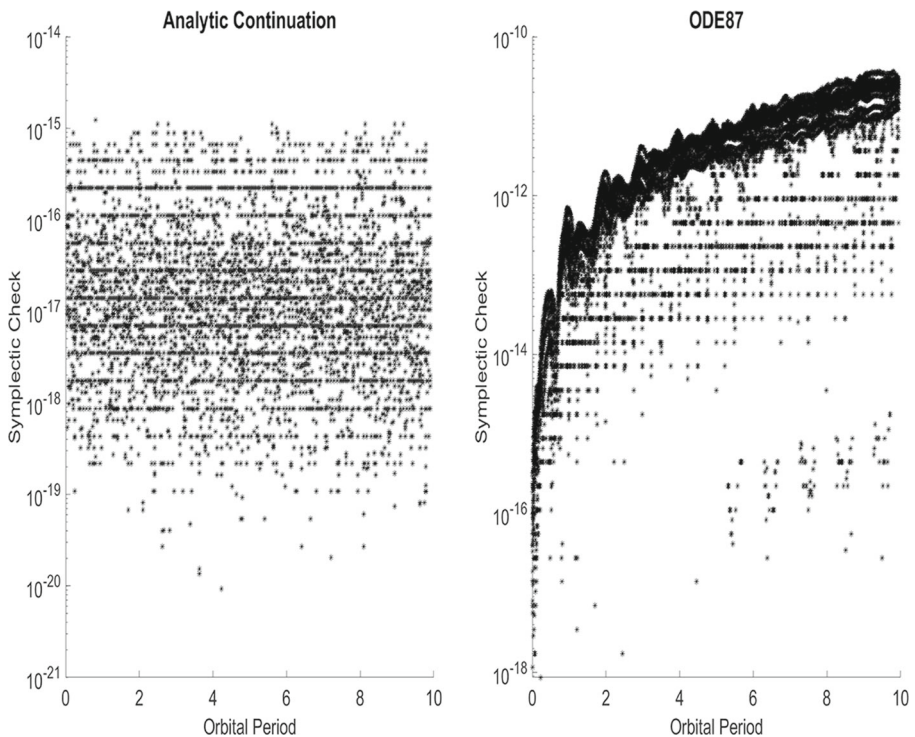 Analytic Continuation
10^-14
10^-15
10^-16
10^-17
10^-18
10^-19
10^-20
10^-21
Symplectic Check
0 2 4 6 8 10
Orbital Period
ODE87
10^-10
10^-12
10^-14
10^-16
10^-18
Symplectic Check
0 2 4 6 8 10
Orbital Period